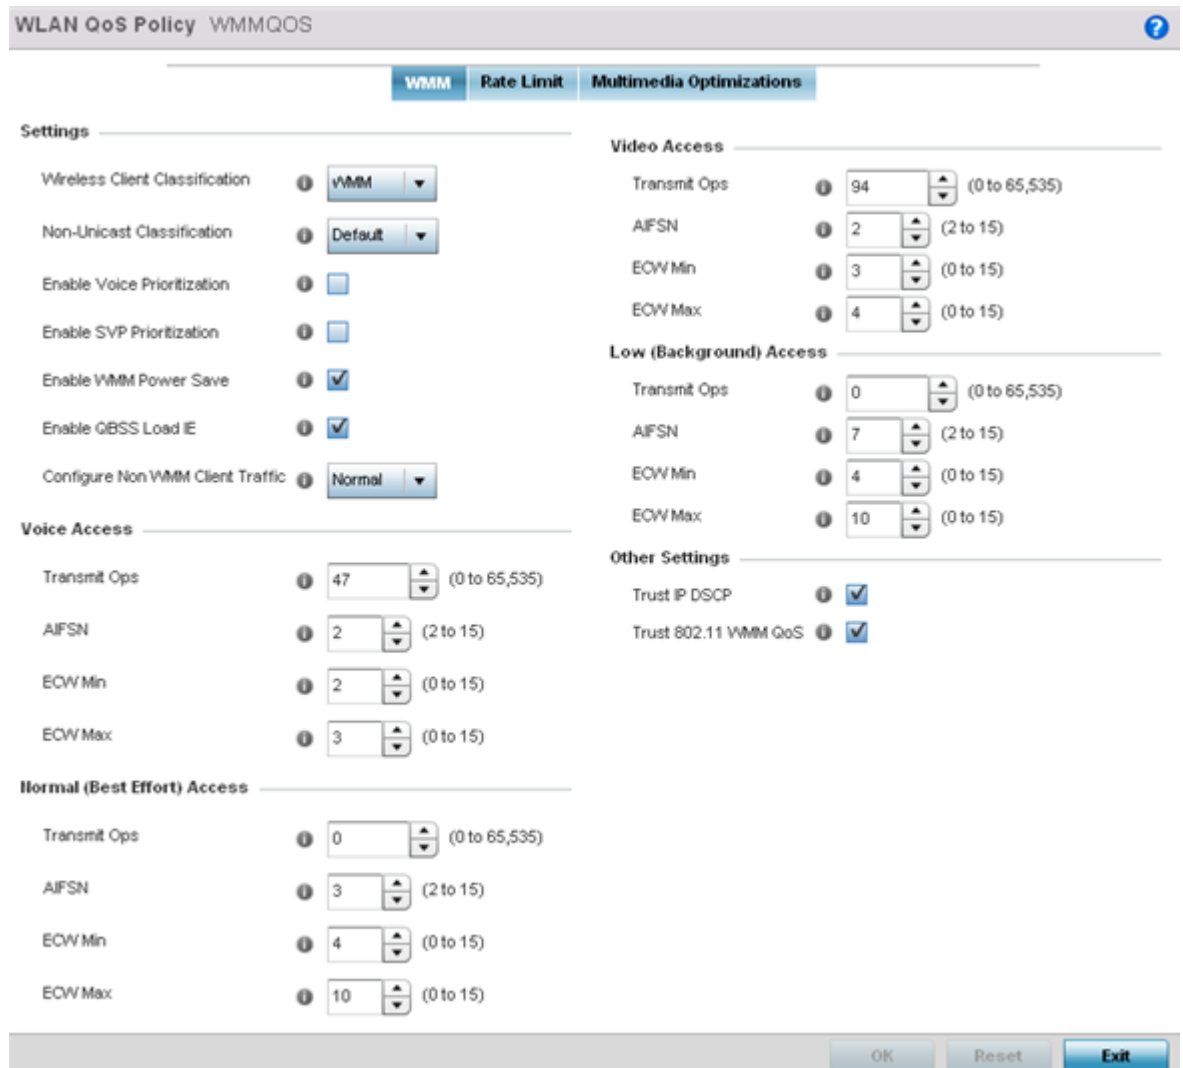 WLAN QoS Policy WMMQOS
WMM Rate Limit Multimedia Optimizations
Settings
Wireless Client Classification WMM
Non-Unicast Classification Default
Enable Voice Prioritization
Enable SVP Prioritization
Enable WMM Power Save
Enable QBSS Load IE
Configure Non WMM Client Traffic Normal
Voice Access
Transmit Ops 47 (0 to 65,535)
AIFSN 2 (2 to 15)
ECW Min 2 (0 to 15)
ECW Max 3 (0 to 15)
Normal (Best Effort) Access
Transmit Ops 0 (0 to 65,535)
AIFSN 3 (2 to 15)
ECW Min 4 (0 to 15)
ECW Max 10 (0 to 15)
Video Access
Transmit Ops 94 (0 to 65,535)
AIFSN 2 (2 to 15)
ECW Min 3 (0 to 15)
ECW Max 4 (0 to 15)
Low (Background) Access
Transmit Ops 0 (0 to 65,535)
AIFSN 7 (2 to 15)
ECW Min 4 (0 to 15)
ECW Max 10 (0 to 15)
Other Settings
Trust IP DSCP
Trust 802.11 WMM QoS
OK Reset Exit